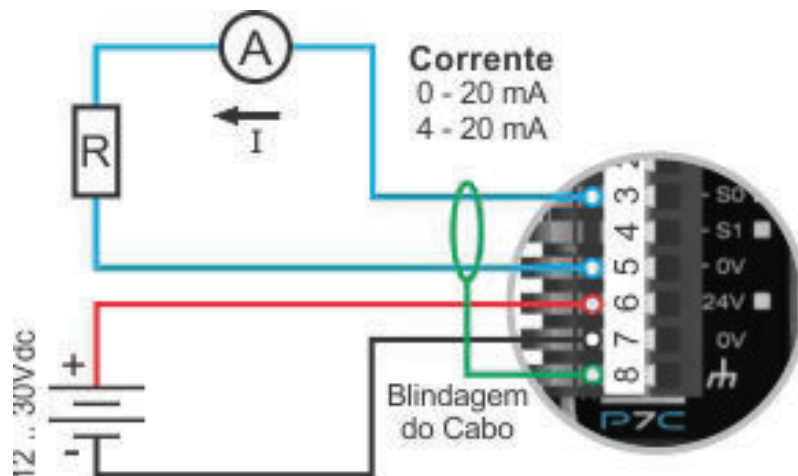 A
I
R
Corrente
0 - 20 mA
4 - 20 mA
3
4
5
6
7
8
S0
- S1
- 0V
24V
0V
P7C
+
-
12 .. 30Vdc
Blindagem
do Cabo